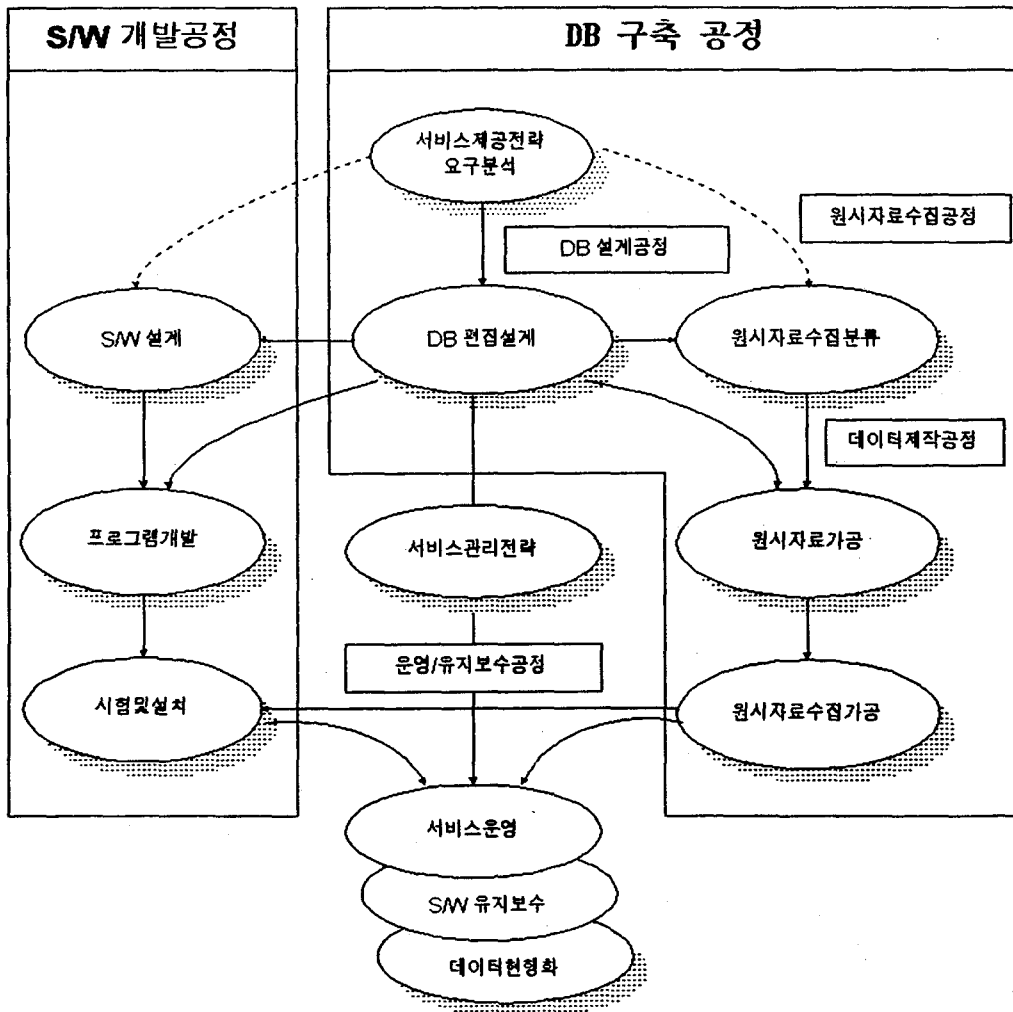 S/W 개발공정
DB 구축 공정
서비스제공전략
요구분석
원시자료수집공정
DB 설계공정
S/W 설계
DB 편집설계
원시자료수집분류
데이터제작공정
프로그램개발
서비스관리전략
원시자료가공
운영/유지보수공정
시험및설치
원시자료수집가공
서비스운영
S/W 유지보수
데이터현행화